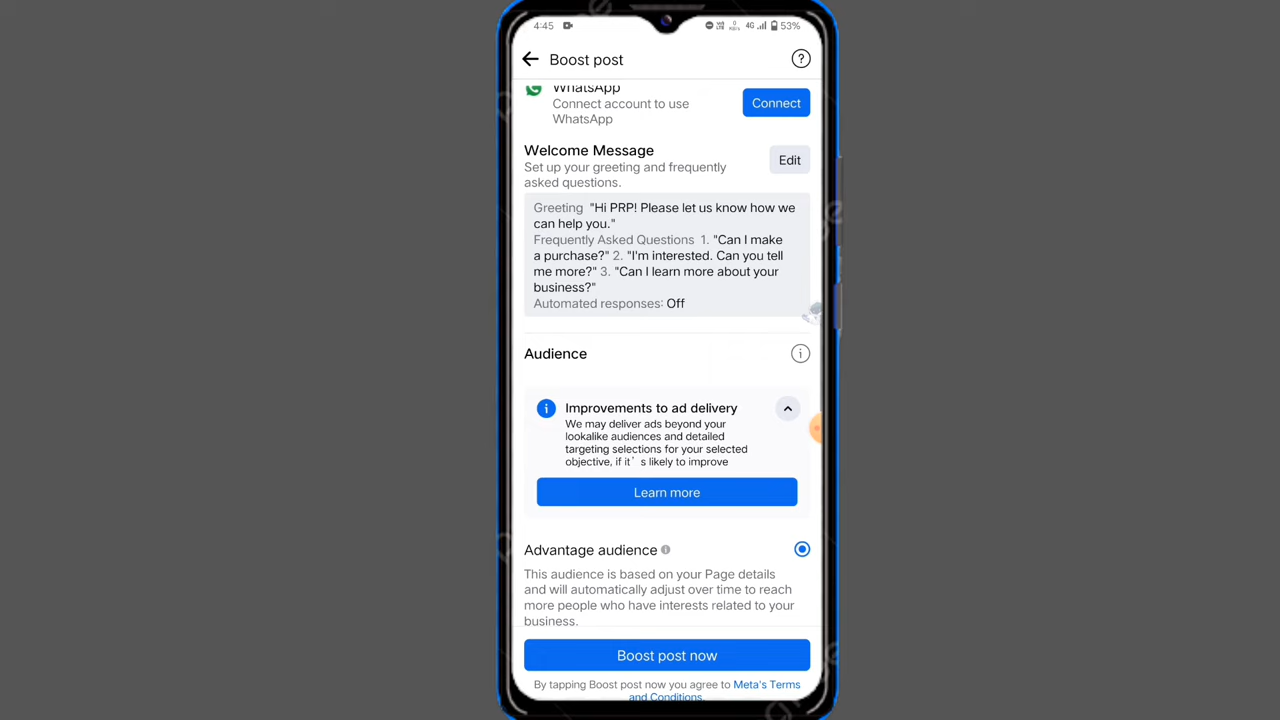 4:45
4G 53%
Boost post
WhatsApp
Connect account to use
WhatsApp
Connect
Welcome Message
Set up your greeting and frequently
asked questions.
Edit
Greeting "Hi PRP! Please let us know how we
can help you."
Frequently Asked Questions 1. "Can I make
a purchase?" 2. "I'm interested. Can you tell
me more?" 3. "Can I learn more about your
business?"
Automated responses: Off
Audience
Improvements to ad delivery
We may deliver ads beyond your
lookalike audiences and detailed
targeting selections for your selected
objective, if it's likely to improve
Learn more
Advantage audience
This audience is based on your Page details
and will automatically adjust over time to reach
more people who have interests related to your
business.
Boost post now
By tapping Boost post now you agree to Meta's Terms
and Conditions.